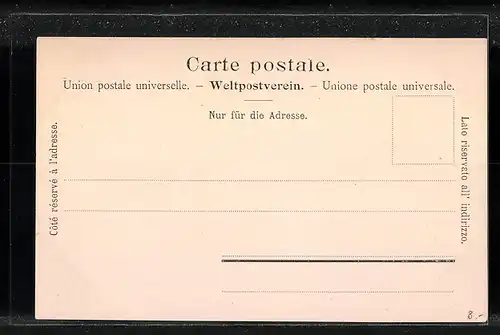 Carte postale.
Union postale universelle. – Weltpostverein. – Unione postale universale.
Nur für die Adresse.
Côté réservé à l'adresse.
Lato riservato all' indirizzo.
8.-